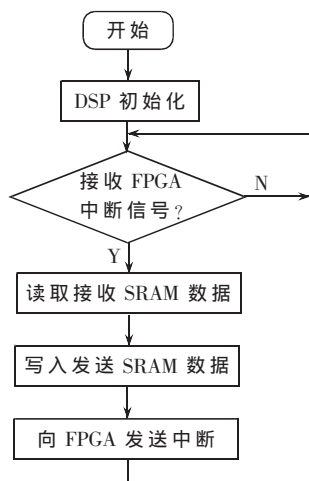 开始
DSP 初始化
接收 FPGA
中断信号?
N
Y
读取接收 SRAM 数据
写入发送 SRAM 数据
向 FPGA 发送中断